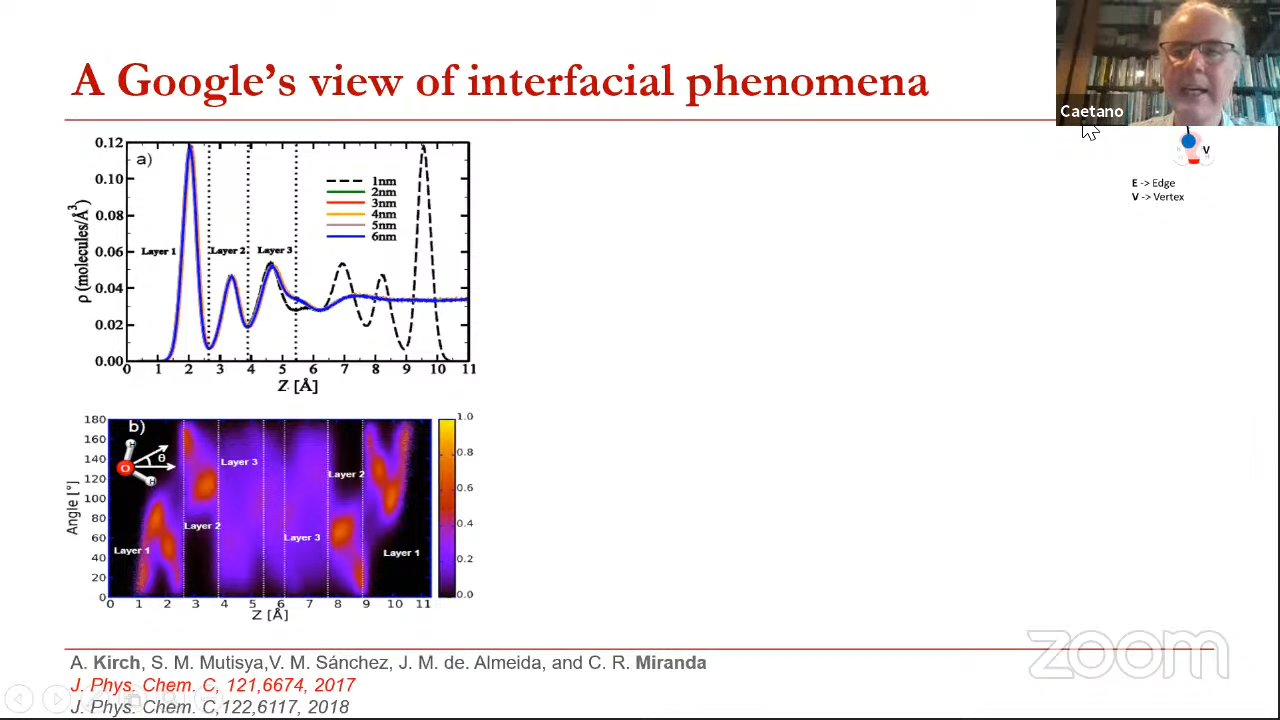 A Google's view of interfacial phenomena
Caetano
V
E -> Edge
V -> Vertex
a)
0.12
0.10
0.08
0.06
0.04
0.02
0.00
ρ (molecules/Å³)
Layer 1
Layer 2
Layer 3
1nm
2nm
3nm
4nm
5nm
6nm
0 1 2 3 4 5 6 7 8 9 10 11
Z [Å]
b)
180
160
140
120
100
80
60
40
20
0
Angle [°]
H
O
θ
H
Layer 3
Layer 2
Layer 2
Layer 1
Layer 3
Layer 1
1.0
0.8
0.6
0.4
0.2
0.0
0 1 2 3 4 5 6 7 8 9 10 11
Z [Å]
A. Kirch, S. M. Mutisya,V. M. Sánchez, J. M. de. Almeida, and C. R. Miranda
J. Phys. Chem. C, 121,6674, 2017
J. Phys. Chem. C,122,6117, 2018
zoom